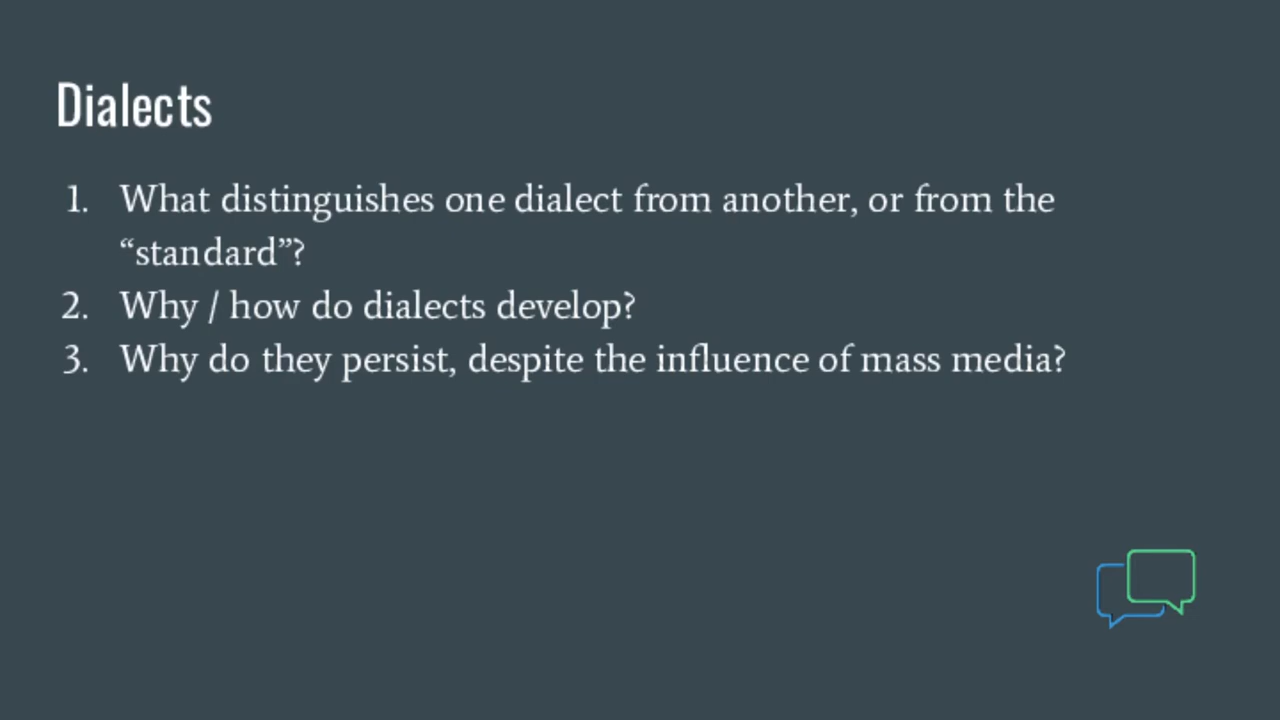 Dialects
1. What distinguishes one dialect from another, or from the
“standard”?
2. Why / how do dialects develop?
3. Why do they persist, despite the influence of mass media?